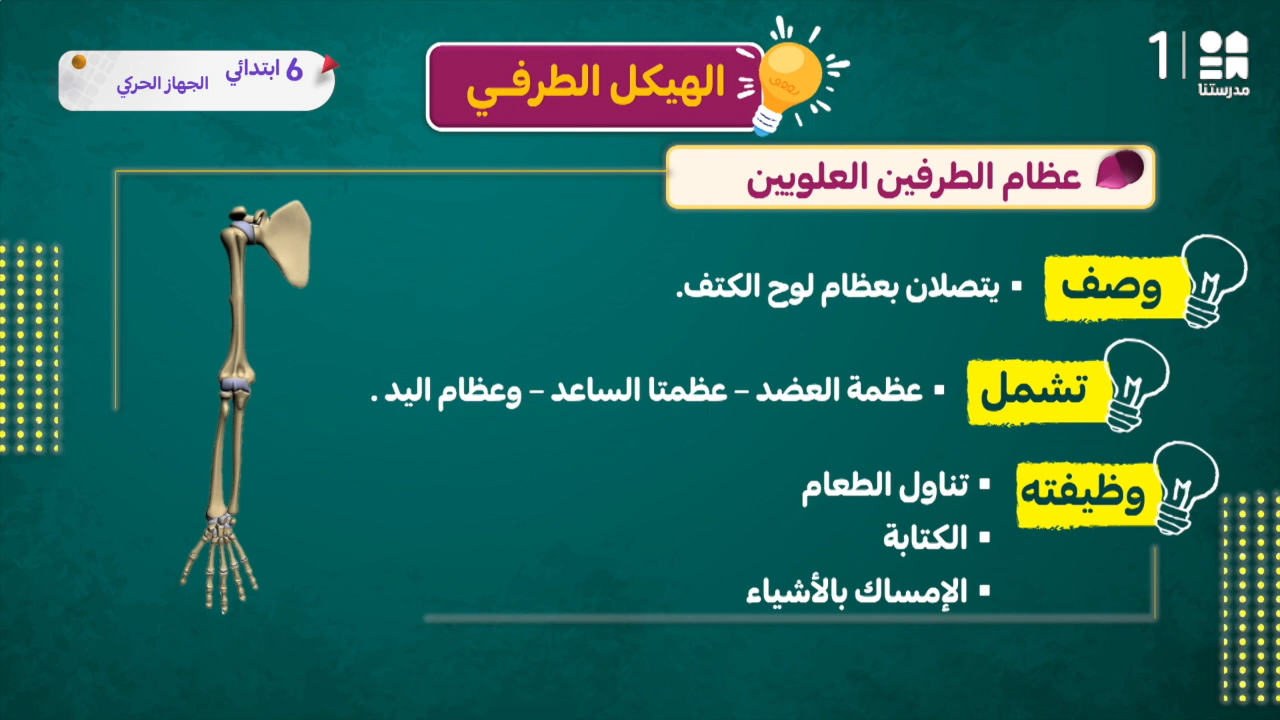 1
مدرستنا
الهيكل الطرفي
6 ابتدائي
الجهاز الحركي
عظام الطرفين العلويين
وصف
▪ يتصلان بعظام لوح الكتف.
تشمل
▪ عظمة العضد – عظمتا الساعد – وعظام اليد .
وظيفته
▪ تناول الطعام
▪ الكتابة
▪ الإمساك بالأشياء